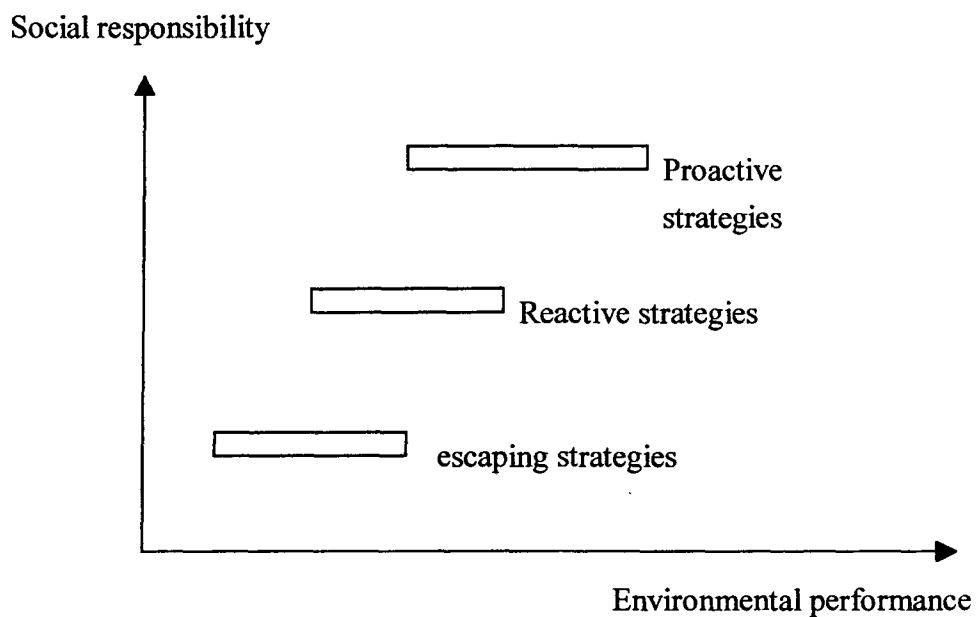 Social responsibility
Proactive
strategies
Reactive strategies
escaping strategies
Environmental performance